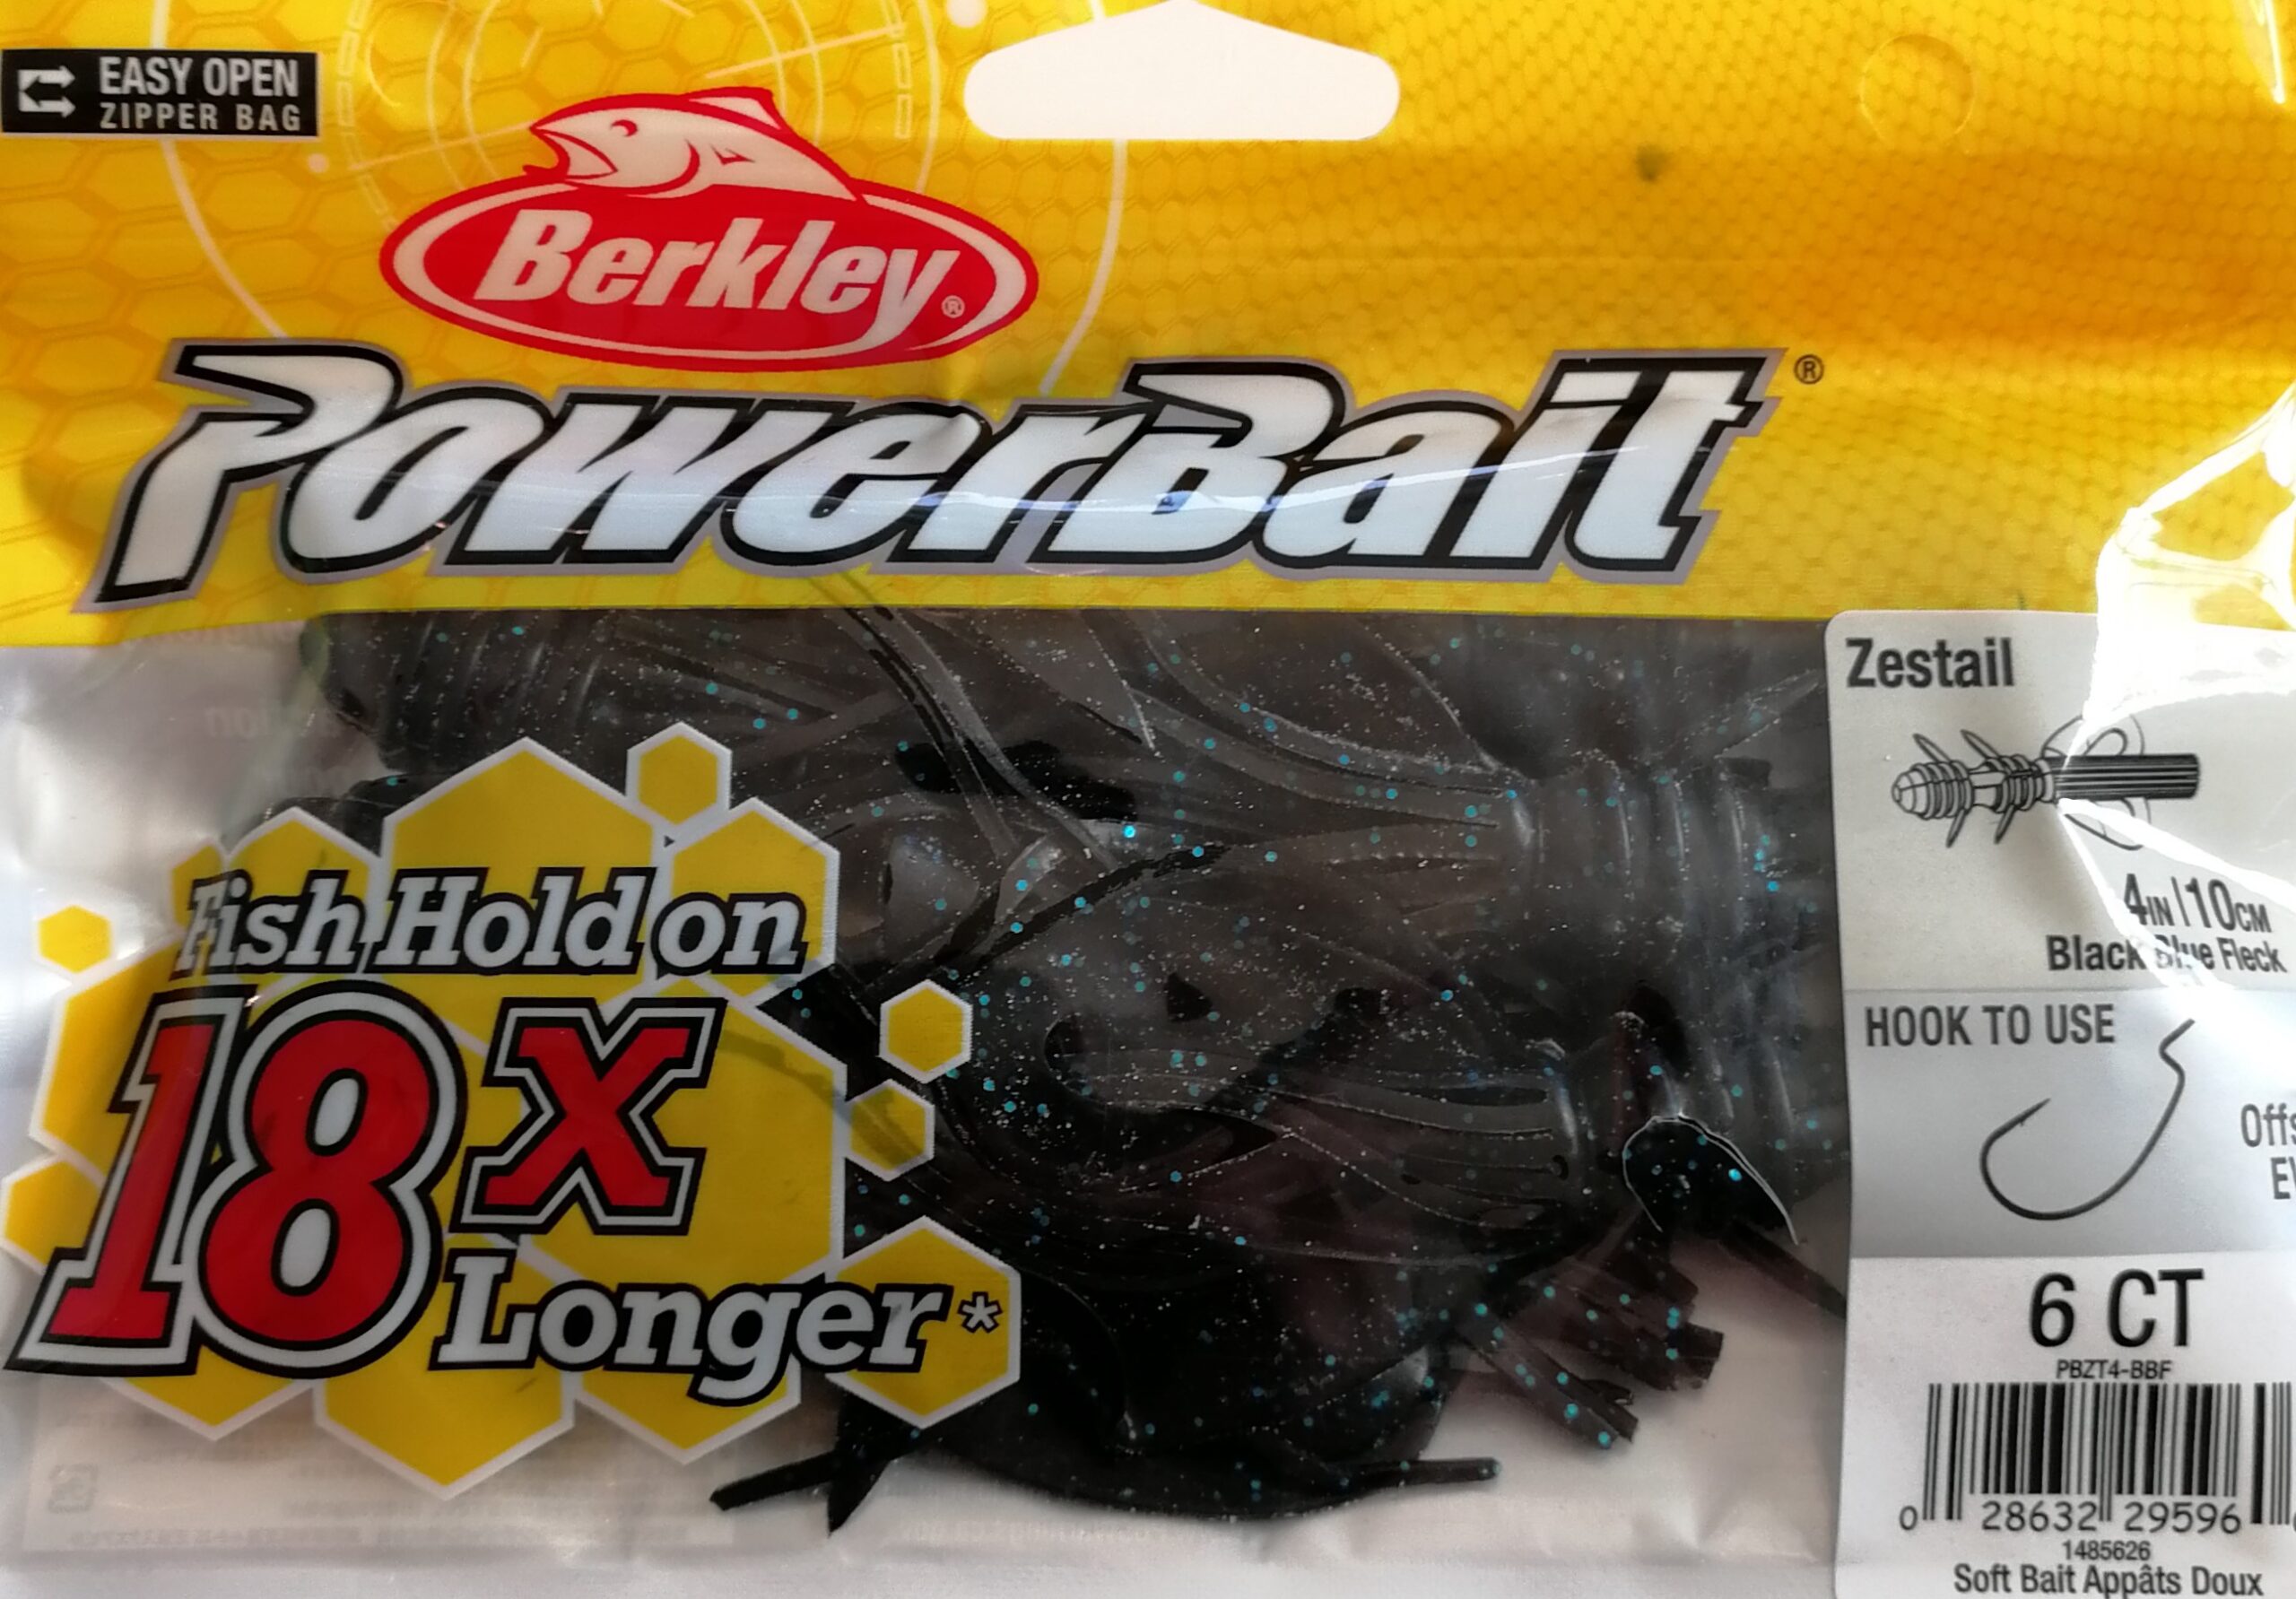 EASY OPEN
ZIPPER BAG
Berkley®
PowerBait®
Fish Hold on
18X
Longer*
Zestail
4IN | 10CM
Black Blue Fleck
HOOK TO USE
6 CT
PBZT4-BBF
0 28632 29596
1485626
Soft Bait Appâts Doux